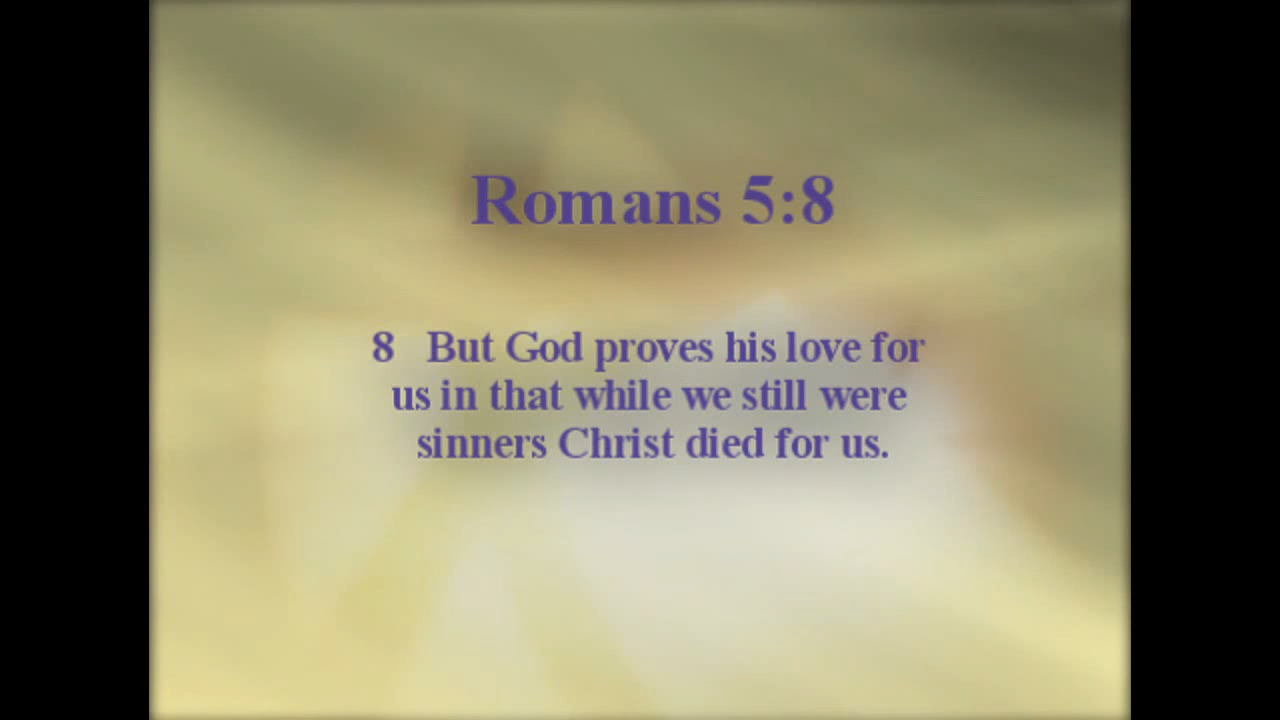 Romans 5:8
8 But God proves his love for
us in that while we still were
sinners Christ died for us.